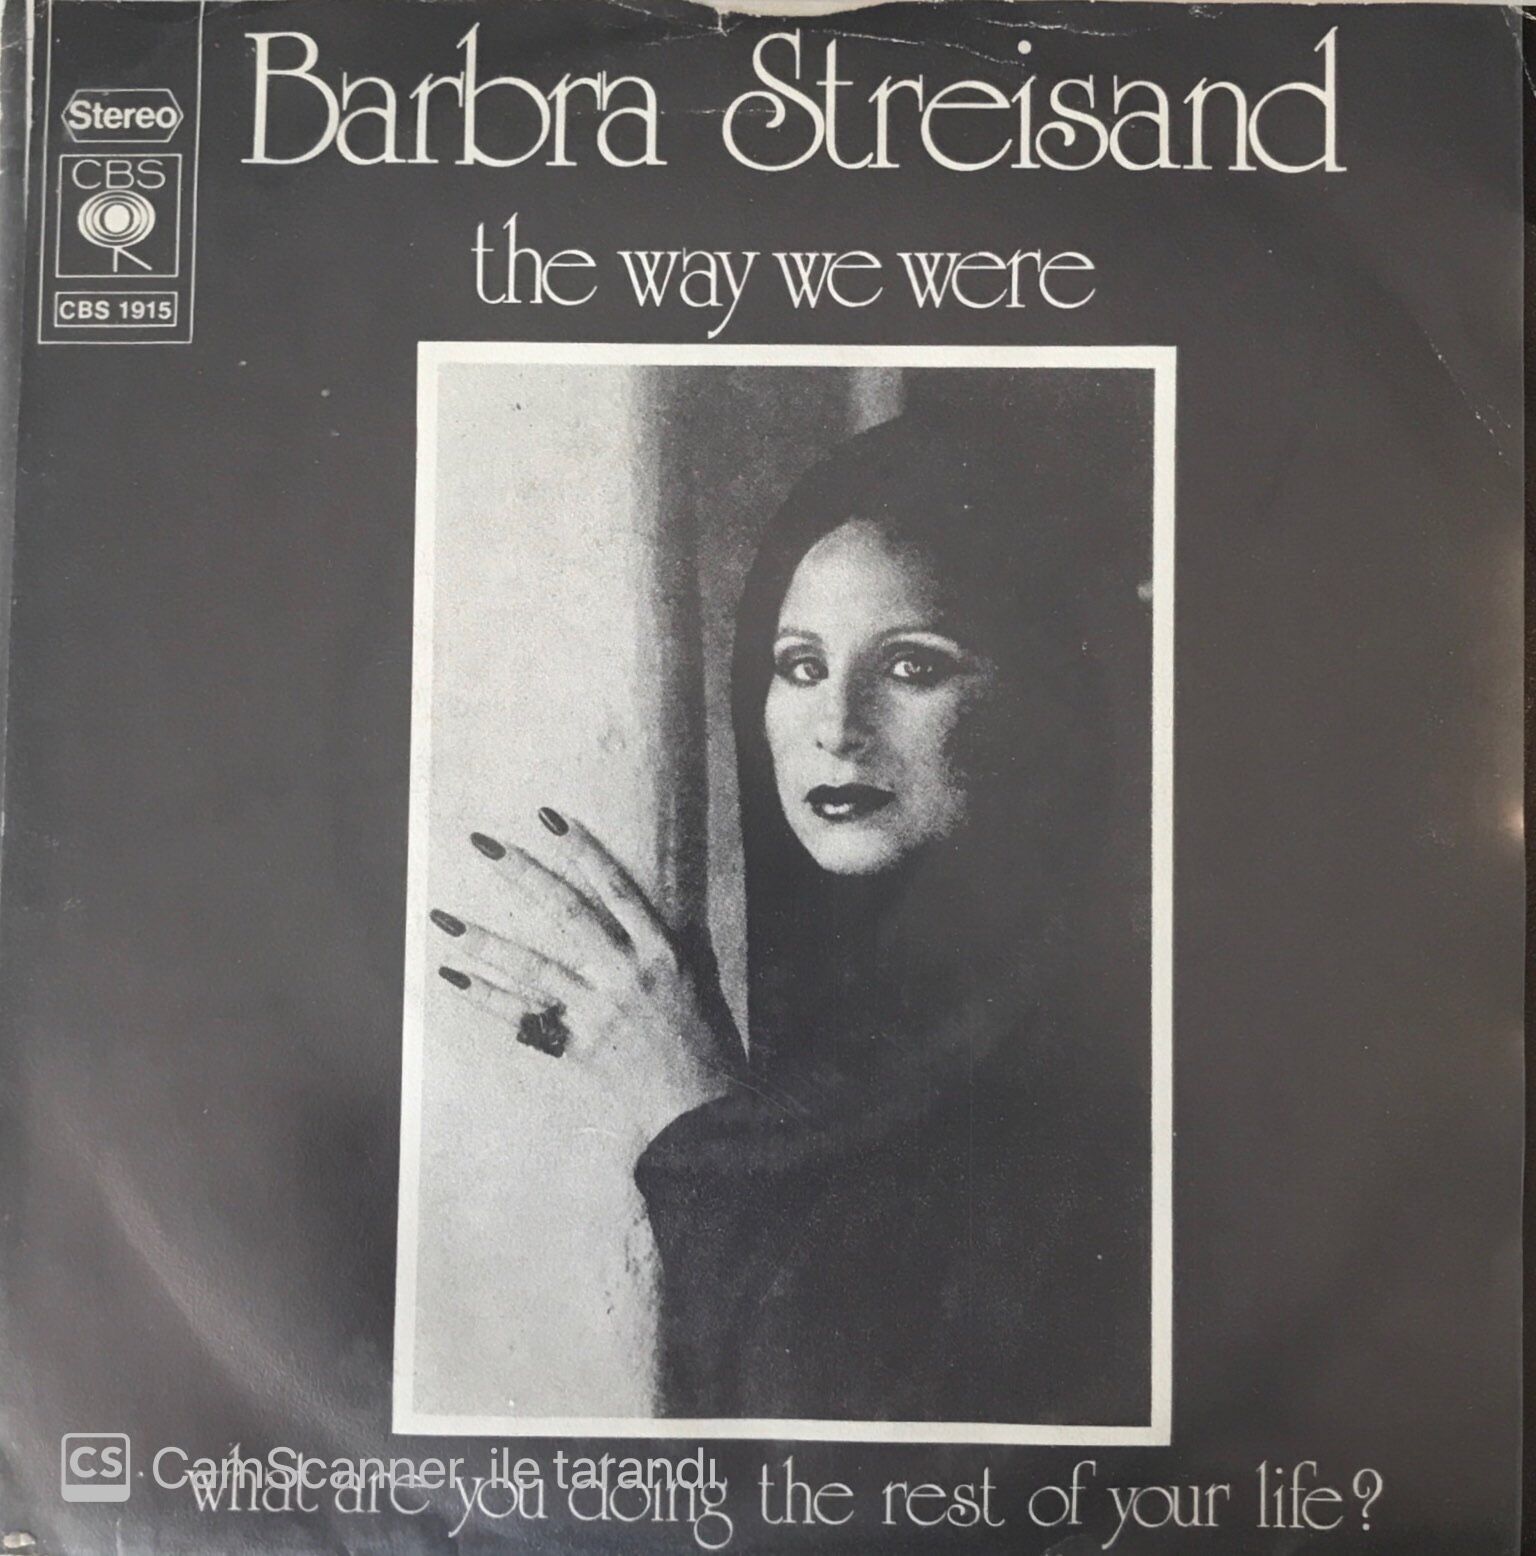 Barbra Streisand
Stereo
CBS
CBS 1915
the way we were
CS CamScanner ile tarandı
what are you doing the rest of your life?